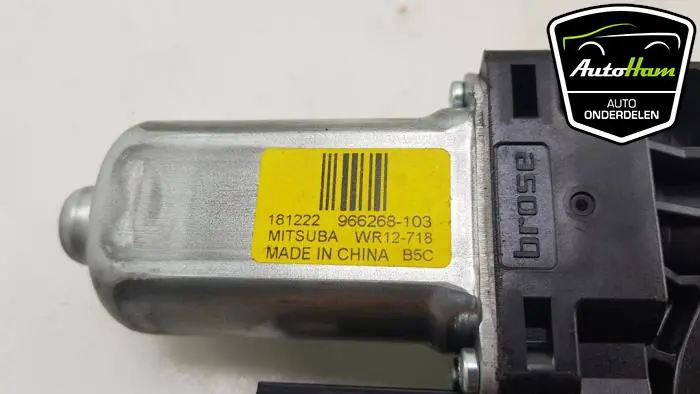 181222 966268-103
MITSUBA WR12-718
MADE IN CHINA B5C
brose
AutoHam
AUTO
ONDERDELEN